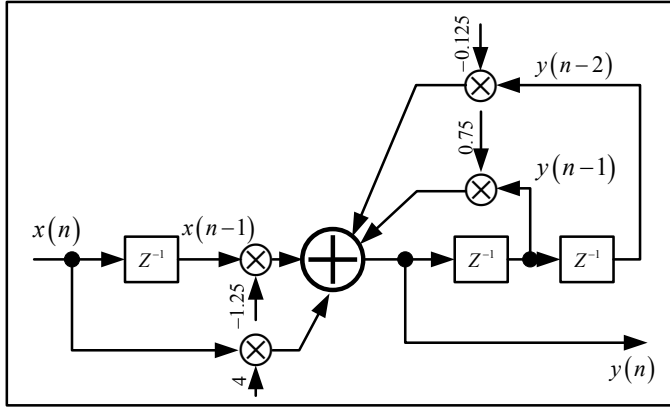 −0.125
y(n−2)
0.75
y(n−1)
x(n)
x(n−1)
Z⁻¹
Z⁻¹
Z⁻¹
−1.25
4
y(n)